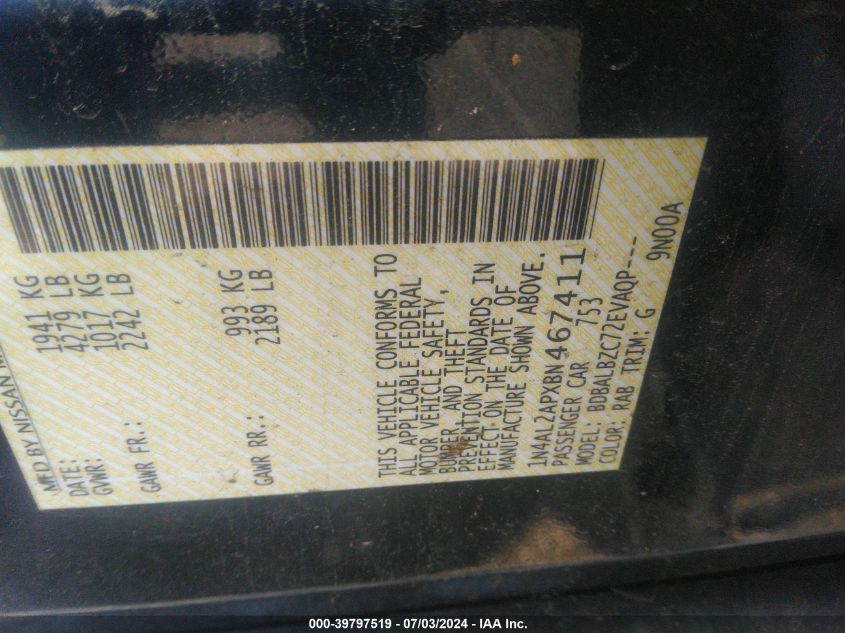 MFD BY NISSAN
DATE:
GVWR: 1941 KG
4279 LB
GAWR FR.: 1017 KG
2242 LB
GAWR RR.: 993 KG
2189 LB
THIS VEHICLE CONFORMS TO
ALL APPLICABLE FEDERAL
MOTOR VEHICLE SAFETY,
BUMPER, AND THEFT
PREVENTION STANDARDS IN
EFFECT ON THE DATE OF
MANUFACTURE SHOWN ABOVE.
1N4AL2APXBN467411
PASSENGER CAR 753
MODEL: BDBALBZC72EVAQP---
COLOR: RAB TRIM: G 9N00A
000-39797519 / 07/03/2024 - IAA Inc.